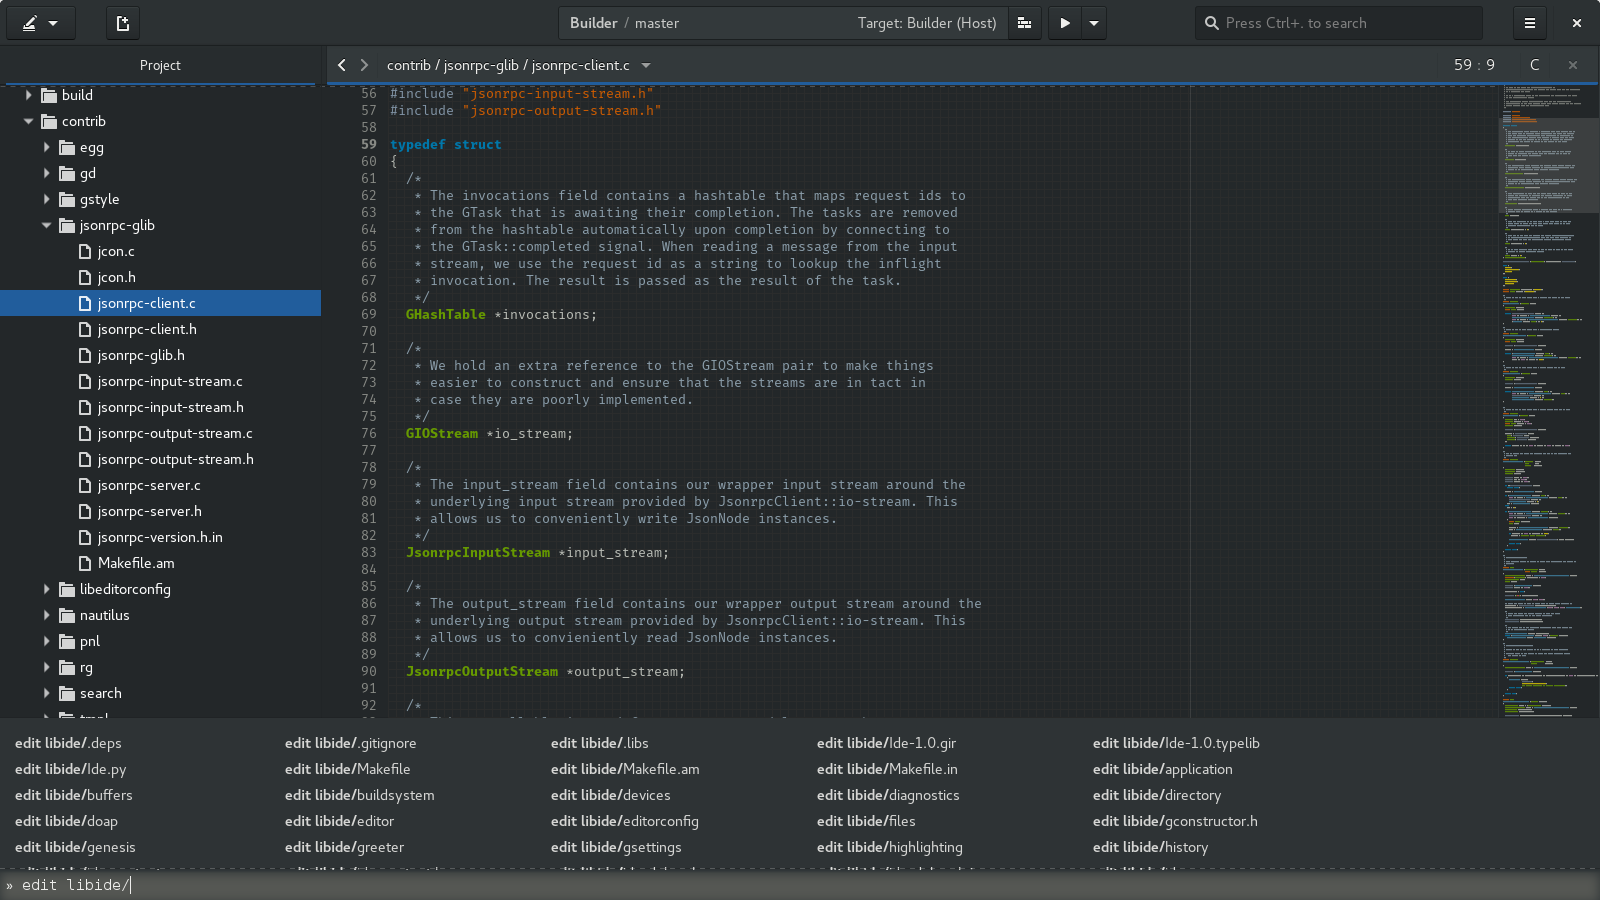 Builder / master
Target: Builder (Host)
Press Ctrl+. to search
Project
contrib / jsonrpc-glib / jsonrpc-client.c
59 : 9
C
build
contrib
egg
gd
gstyle
jsonrpc-glib
jcon.c
jcon.h
jsonrpc-client.c
jsonrpc-client.h
jsonrpc-glib.h
jsonrpc-input-stream.c
jsonrpc-input-stream.h
jsonrpc-output-stream.c
jsonrpc-output-stream.h
jsonrpc-server.c
jsonrpc-server.h
jsonrpc-version.h.in
Makefile.am
libeditorconfig
nautilus
pnl
rg
search
56 #include "jsonrpc-input-stream.h"
57 #include "jsonrpc-output-stream.h"
58
59 typedef struct
60 {
61 /*
62 * The invocations field contains a hashtable that maps request ids to
63 * the GTask that is awaiting their completion. The tasks are removed
64 * from the hashtable automatically upon completion by connecting to
65 * the GTask::completed signal. When reading a message from the input
66 * stream, we use the request id as a string to lookup the inflight
67 * invocation. The result is passed as the result of the task.
68 */
69 GHashTable *invocations;
70
71 /*
72 * We hold an extra reference to the GIOStream pair to make things
73 * easier to construct and ensure that the streams are in tact in
74 * case they are poorly implemented.
75 */
76 GIOStream *io_stream;
77
78 /*
79 * The input_stream field contains our wrapper input stream around the
80 * underlying input stream provided by JsonrpcClient::io-stream. This
81 * allows us to conveniently write JsonNode instances.
82 */
83 JsonrpcInputStream *input_stream;
84
85 /*
86 * The output_stream field contains our wrapper output stream around the
87 * underlying output stream provided by JsonrpcClient::io-stream. This
88 * allows us to convieniently read JsonNode instances.
89 */
90 JsonrpcOutputStream *output_stream;
91
92 /*
edit libide/.deps edit libide/.gitignore edit libide/.libs edit libide/Ide-1.0.gir edit libide/Ide-1.0.typelib
edit libide/Ide.py edit libide/Makefile edit libide/Makefile.am edit libide/Makefile.in edit libide/application
edit libide/buffers edit libide/buildsystem edit libide/devices edit libide/diagnostics edit libide/directory
edit libide/doap edit libide/editor edit libide/editorconfig edit libide/files edit libide/gconstructor.h
edit libide/genesis edit libide/greeter edit libide/gsettings edit libide/highlighting edit libide/history
» edit libide/